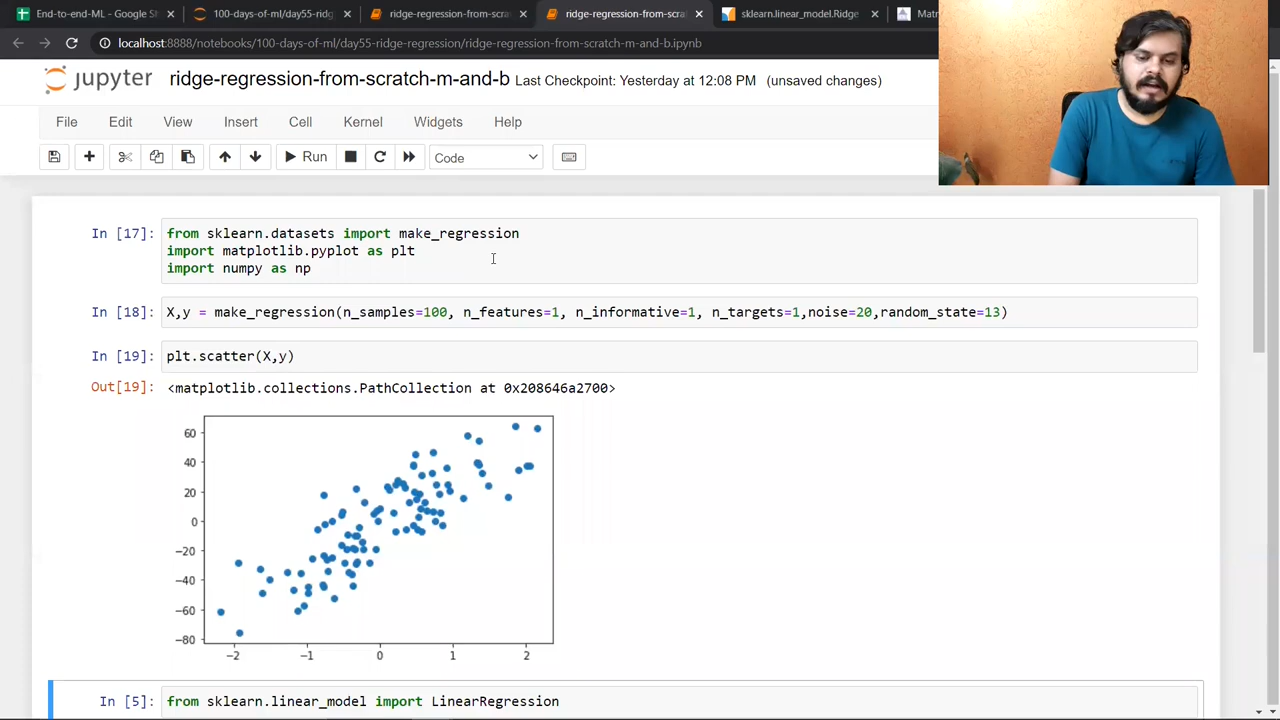 End-to-end-ML - Google S
100-days-of-ml/day55-ridg
ridge-regression-from-scra
ridge-regression-from-scra
sklearn.linear_model.Ridge
Mat
localhost:8888/notebooks/100-days-of-ml/day55-ridge-regression/ridge-regression-from-scratch-m-and-b.ipynb
jupyter ridge-regression-from-scratch-m-and-b Last Checkpoint: Yesterday at 12:08 PM (unsaved changes)
File Edit View Insert Cell Kernel Widgets Help
Run Code
In [17]: from sklearn.datasets import make_regression
import matplotlib.pyplot as plt
import numpy as np
In [18]: X,y = make_regression(n_samples=100, n_features=1, n_informative=1, n_targets=1,noise=20,random_state=13)
In [19]: plt.scatter(X,y)
Out[19]: <matplotlib.collections.PathCollection at 0x208646a2700>
60
40
20
0
−20
−40
−60
−80
−2 −1 0 1 2
In [5]: from sklearn.linear_model import LinearRegression